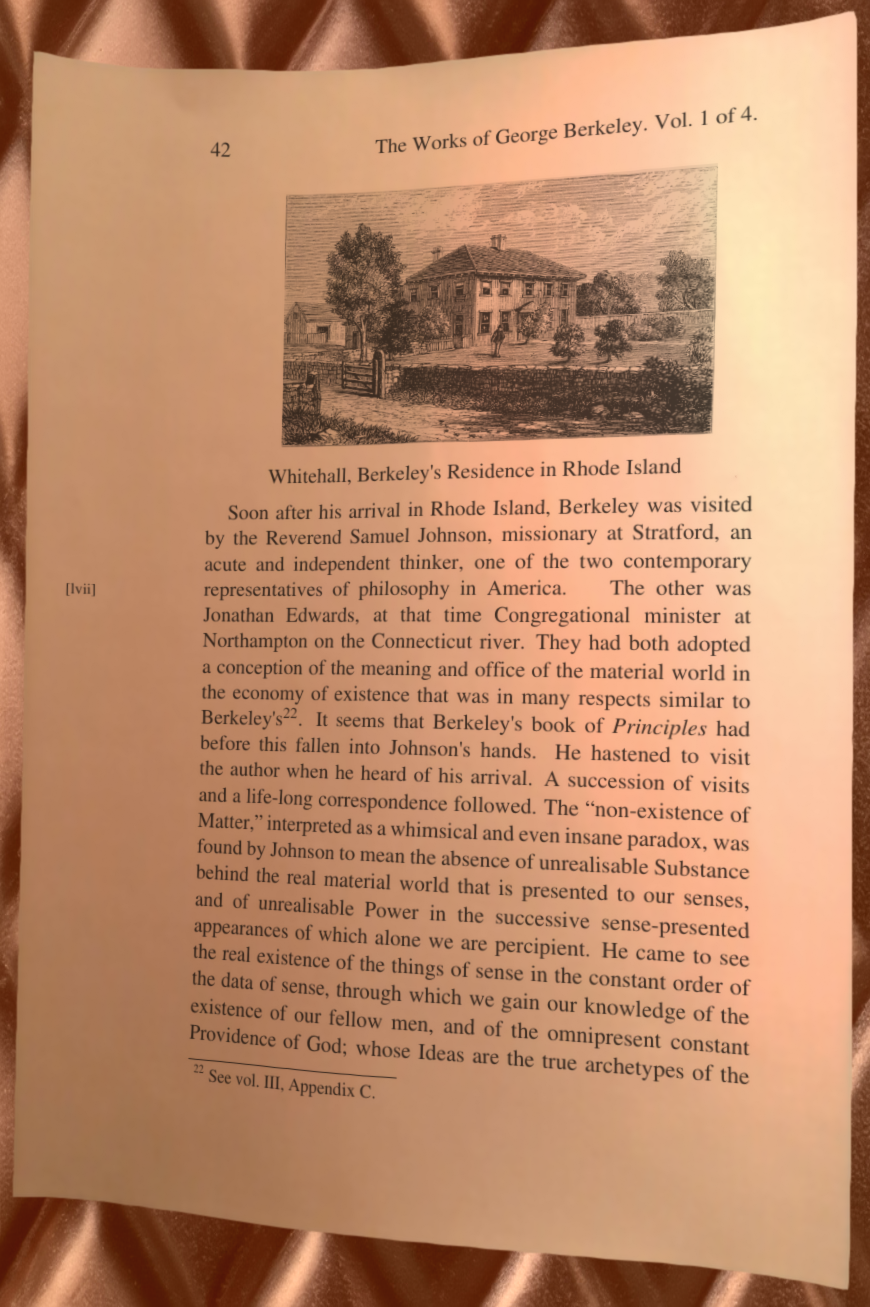 42
The Works of George Berkeley. Vol. 1 of 4.
Whitehall, Berkeley's Residence in Rhode Island
Soon after his arrival in Rhode Island, Berkeley was visited
by the Reverend Samuel Johnson, missionary at Stratford, an
acute and independent thinker, one of the two contemporary
[lvii]
representatives of philosophy in America. The other was
Jonathan Edwards, at that time Congregational minister at
Northampton on the Connecticut river. They had both adopted
a conception of the meaning and office of the material world in
the economy of existence that was in many respects similar to
Berkeley's22. It seems that Berkeley's book of Principles had
before this fallen into Johnson's hands. He hastened to visit
the author when he heard of his arrival. A succession of visits
and a life-long correspondence followed. The “non-existence of
Matter,” interpreted as a whimsical and even insane paradox, was
found by Johnson to mean the absence of unrealisable Substance
behind the real material world that is presented to our senses,
and of unrealisable Power in the successive sense-presented
appearances of which alone we are percipient. He came to see
the real existence of the things of sense in the constant order of
the data of sense, through which we gain our knowledge of the
existence of our fellow men, and of the omnipresent constant
Providence of God; whose Ideas are the true archetypes of the
22 See vol. III, Appendix C.